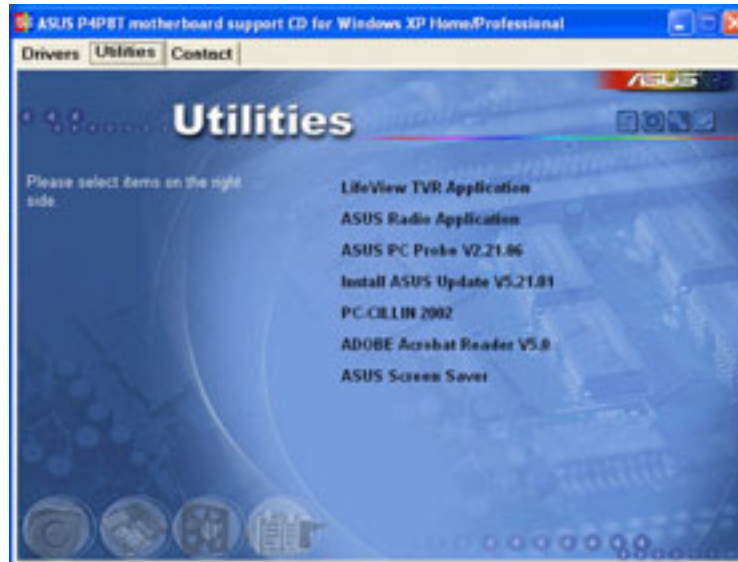 ASUS P4P8T motherboard support CD for Windows XP Home/Professional
Drivers Utilities Contact
ASUS
Utilities
Please select items on the right
side.
LifeView TVR Application
ASUS Radio Application
ASUS PC Probe V2.21.06
Install ASUS Update V5.21.01
PC-CILLIN 2002
ADOBE Acrobat Reader V5.0
ASUS Screen Saver